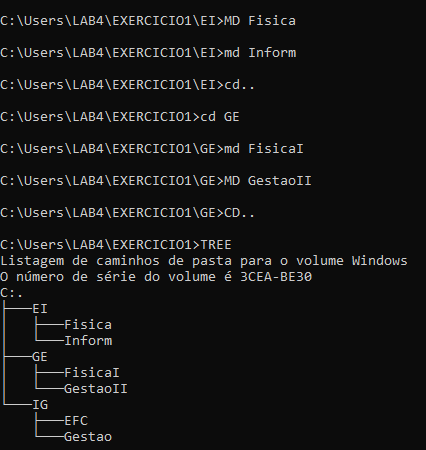 C:\Users\LAB4\EXERCICIO1\EI>MD Fisica
C:\Users\LAB4\EXERCICIO1\EI>md Inform
C:\Users\LAB4\EXERCICIO1\EI>cd..
C:\Users\LAB4\EXERCICIO1>cd GE
C:\Users\LAB4\EXERCICIO1\GE>md FisicaI
C:\Users\LAB4\EXERCICIO1\GE>MD GestaoII
C:\Users\LAB4\EXERCICIO1\GE>CD..
C:\Users\LAB4\EXERCICIO1>TREE
Listagem de caminhos de pasta para o volume Windows
O número de série do volume é 3CEA-BE30
C:.
├───EI
│   ├───Fisica
│   └───Inform
├───GE
│   ├───FisicaI
│   └───GestaoII
└───IG
    ├───EFC
    └───Gestao